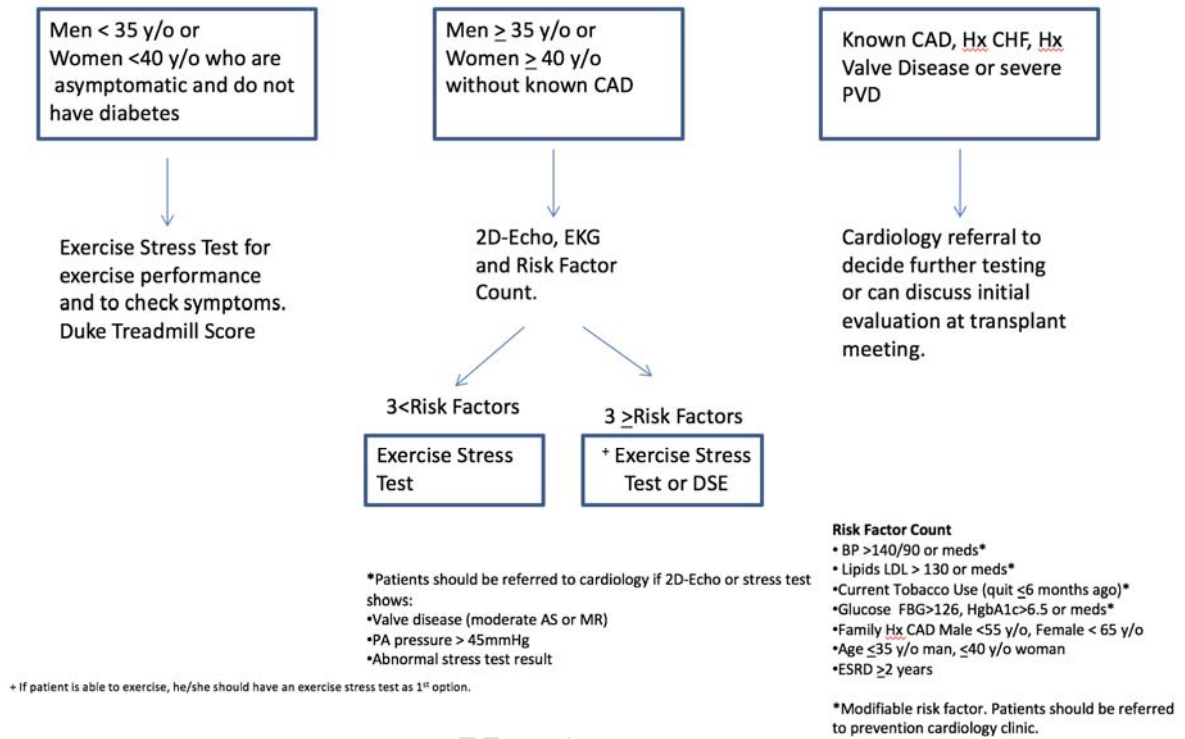 Men < 35 y/o or
Women <40 y/o who are
asymptomatic and do not
have diabetes
Men ≥ 35 y/o or
Women ≥ 40 y/o
without known CAD
Known CAD, Hx CHF, Hx
Valve Disease or severe
PVD
Exercise Stress Test for
exercise performance
and to check symptoms.
Duke Treadmill Score
2D-Echo, EKG
and Risk Factor
Count.
Cardiology referral to
decide further testing
or can discuss initial
evaluation at transplant
meeting.
3<Risk Factors
3 ≥Risk Factors
Exercise Stress
Test
+ Exercise Stress
Test or DSE
*Patients should be referred to cardiology if 2D-Echo or stress test
shows:
•Valve disease (moderate AS or MR)
•PA pressure > 45mmHg
•Abnormal stress test result
Risk Factor Count
• BP >140/90 or meds*
• Lipids LDL > 130 or meds*
•Current Tobacco Use (quit ≤6 months ago)*
•Glucose FBG>126, HgbA1c>6.5 or meds*
•Family Hx CAD Male <55 y/o, Female < 65 y/o
•Age ≤35 y/o man, ≤40 y/o woman
•ESRD ≥2 years
*Modifiable risk factor. Patients should be referred
to prevention cardiology clinic.
+ If patient is able to exercise, he/she should have an exercise stress test as 1st option.